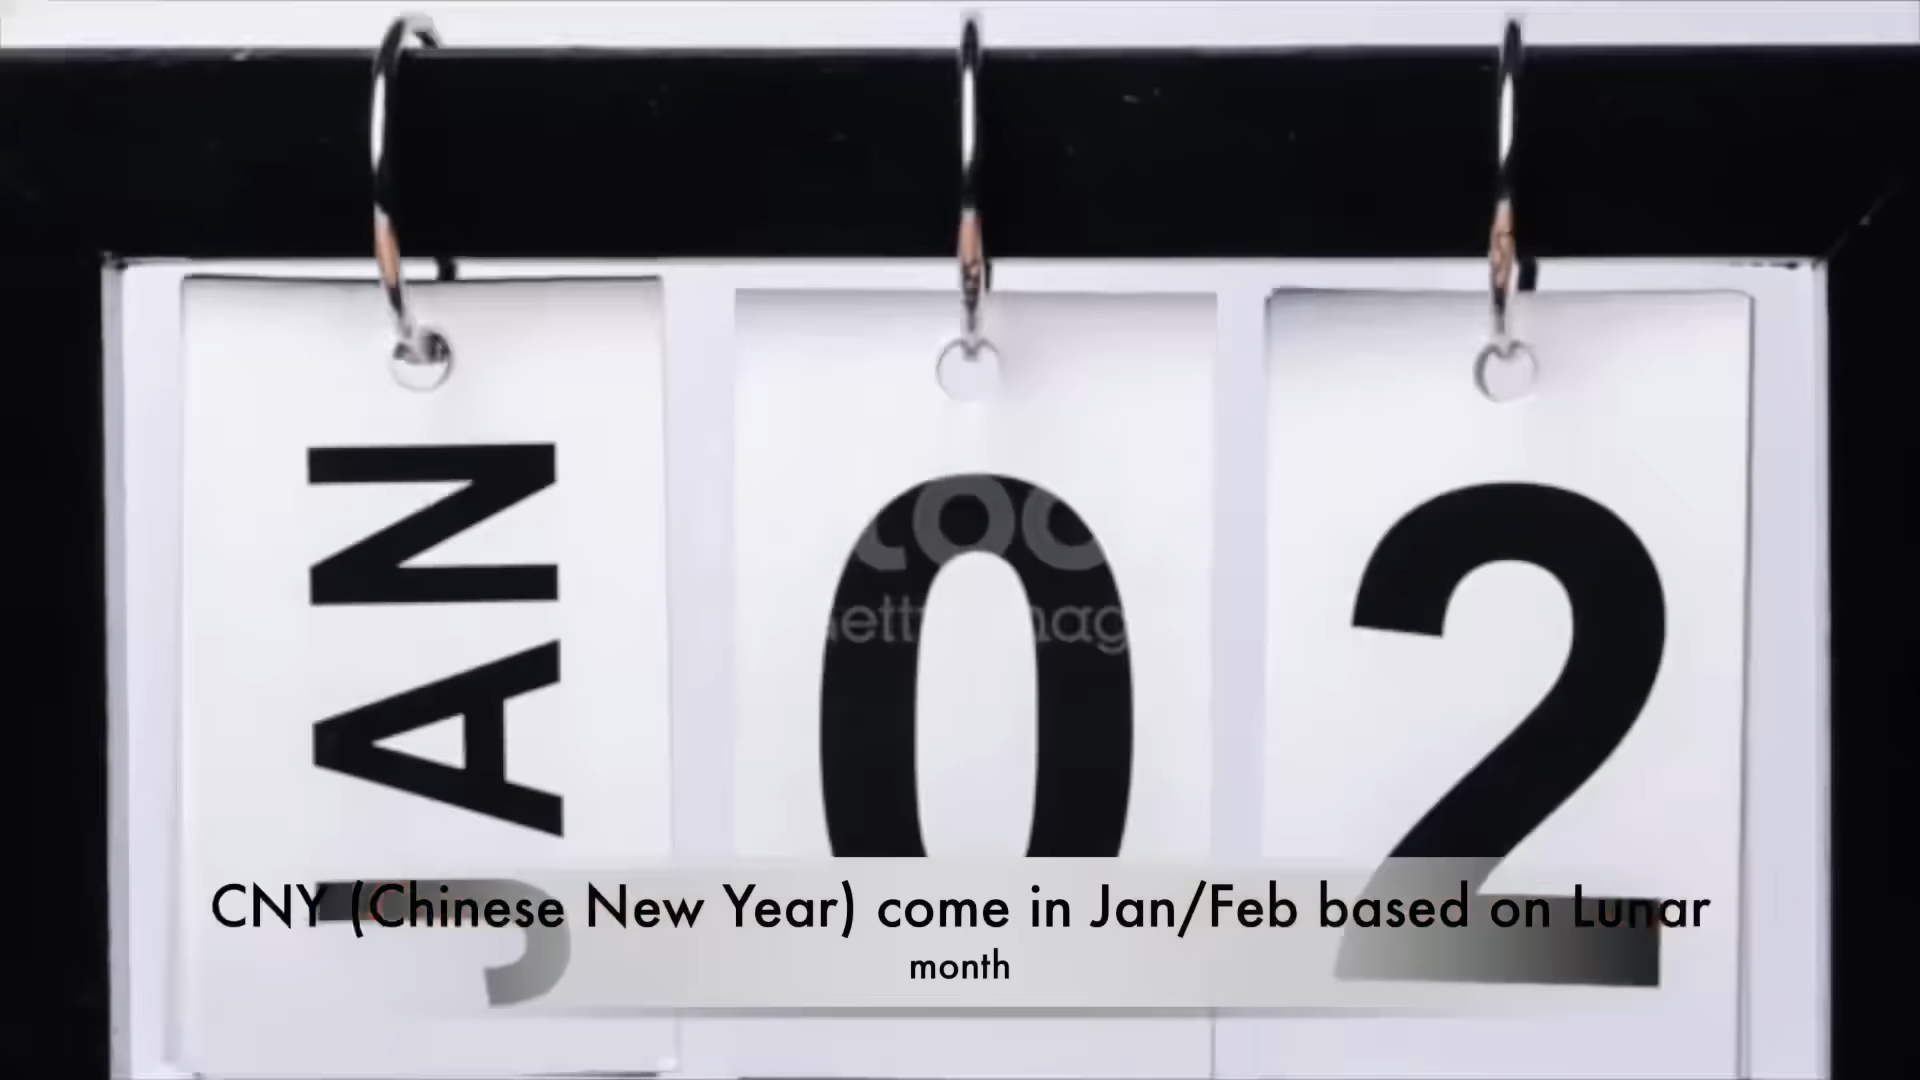 JAN
02
CNY (Chinese New Year) come in Jan/Feb based on Lunar
month